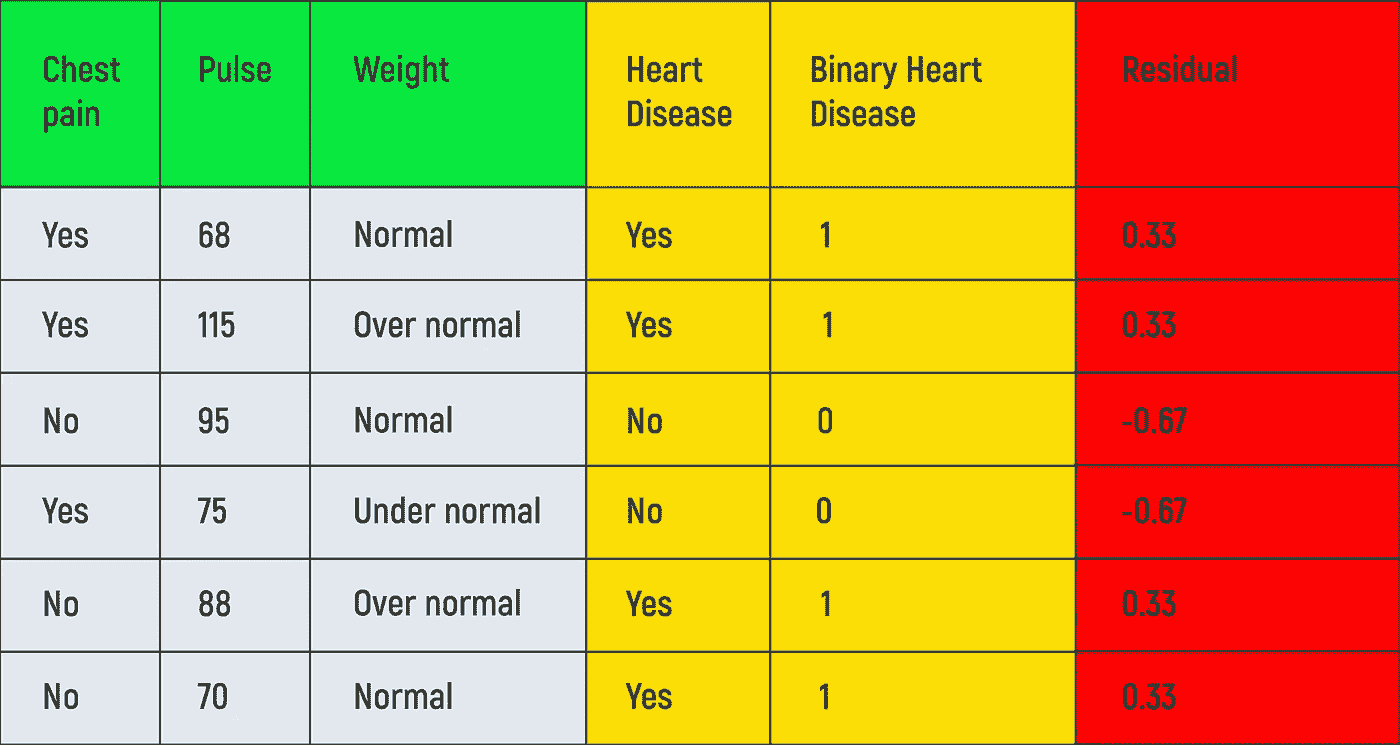 Chest pain Pulse Weight Heart Disease Binary Heart Disease Residual
Yes 68 Normal Yes 1 0.33
Yes 115 Over normal Yes 1 0.33
No 95 Normal No 0 -0.67
Yes 75 Under normal No 0 -0.67
No 88 Over normal Yes 1 0.33
No 70 Normal Yes 1 0.33